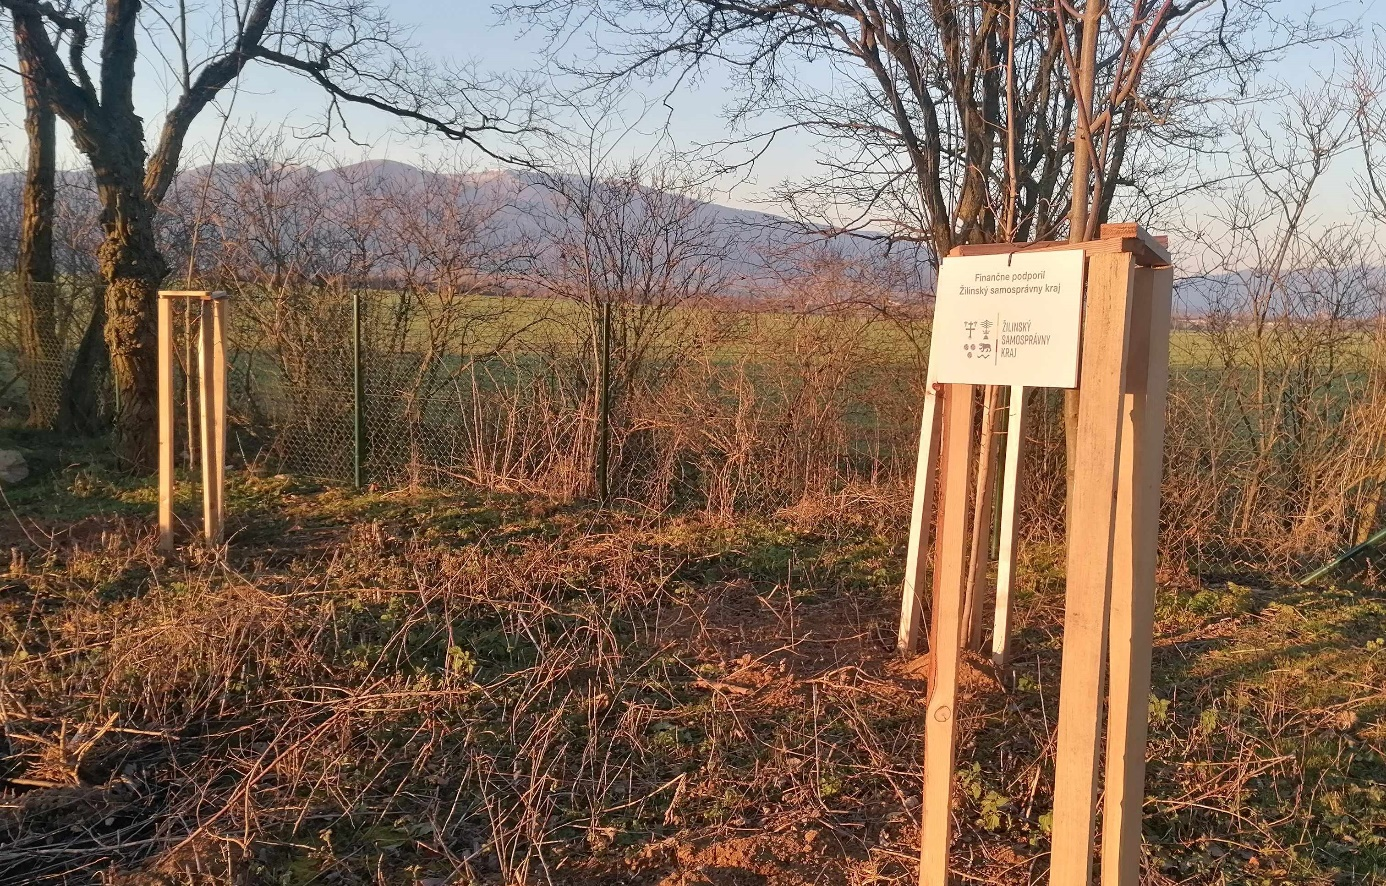 Finančne podporil
Žilinský samosprávny kraj
ŽILINSKÝ
SAMOSPRÁVNY
KRAJ